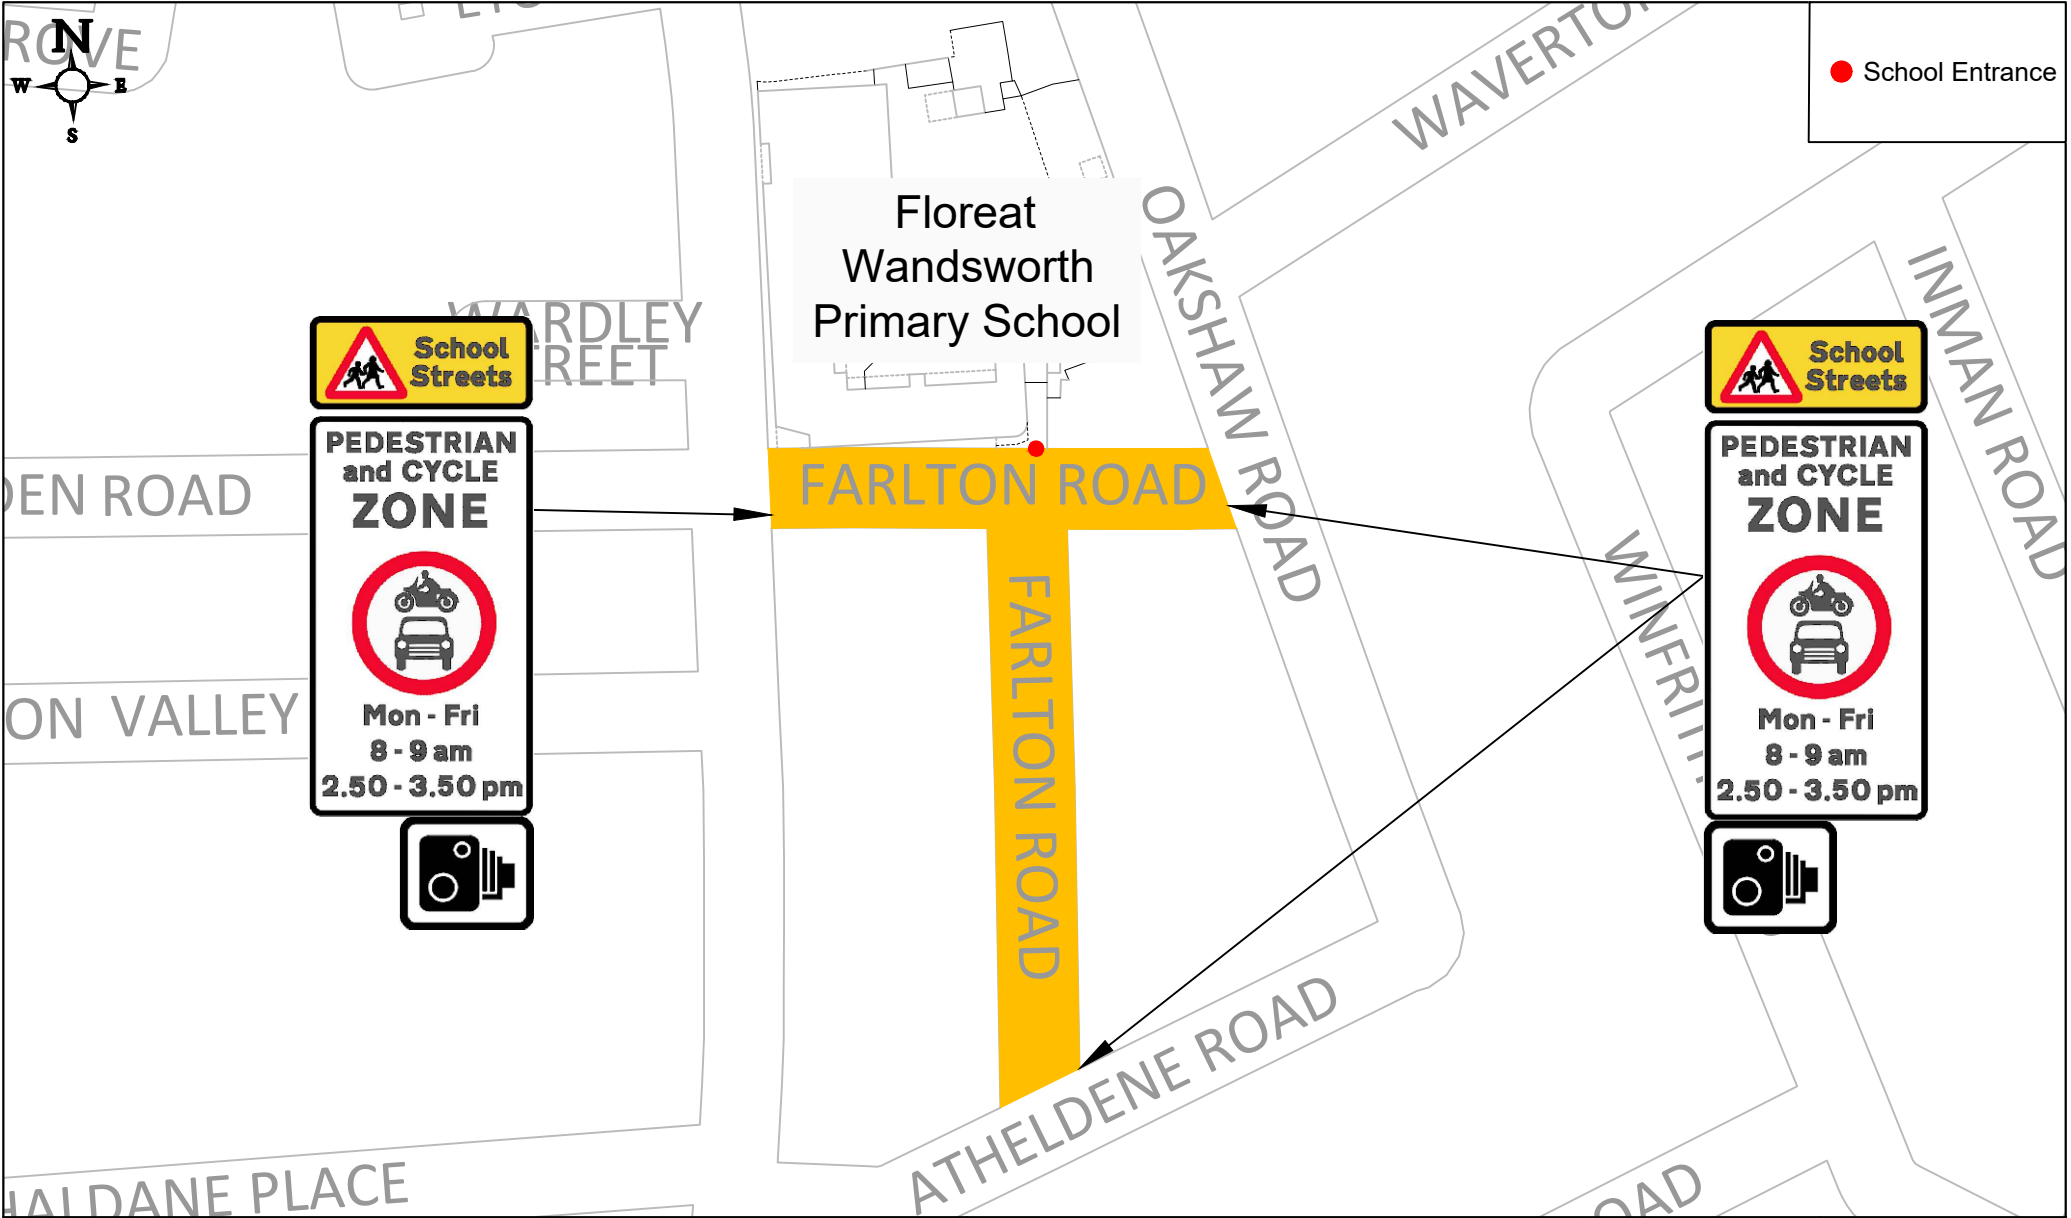 N
W
E
S
School Entrance
WAVERTO
Floreat
Wandsworth
Primary School
OAKSHAW ROAD
INMAN ROAD
WARDLEY
School
Streets
PEDESTRIAN
and CYCLE
ZONE
Mon - Fri
8 - 9 am
2.50 - 3.50 pm
School
Streets
PEDESTRIAN
and CYCLE
ZONE
Mon - Fri
8 - 9 am
2.50 - 3.50 pm
DEN ROAD
FARLTON ROAD
FARLTON ROAD
WINFRITH
ON VALLEY
ATHELDENE ROAD
HALDANE PLACE
OAD